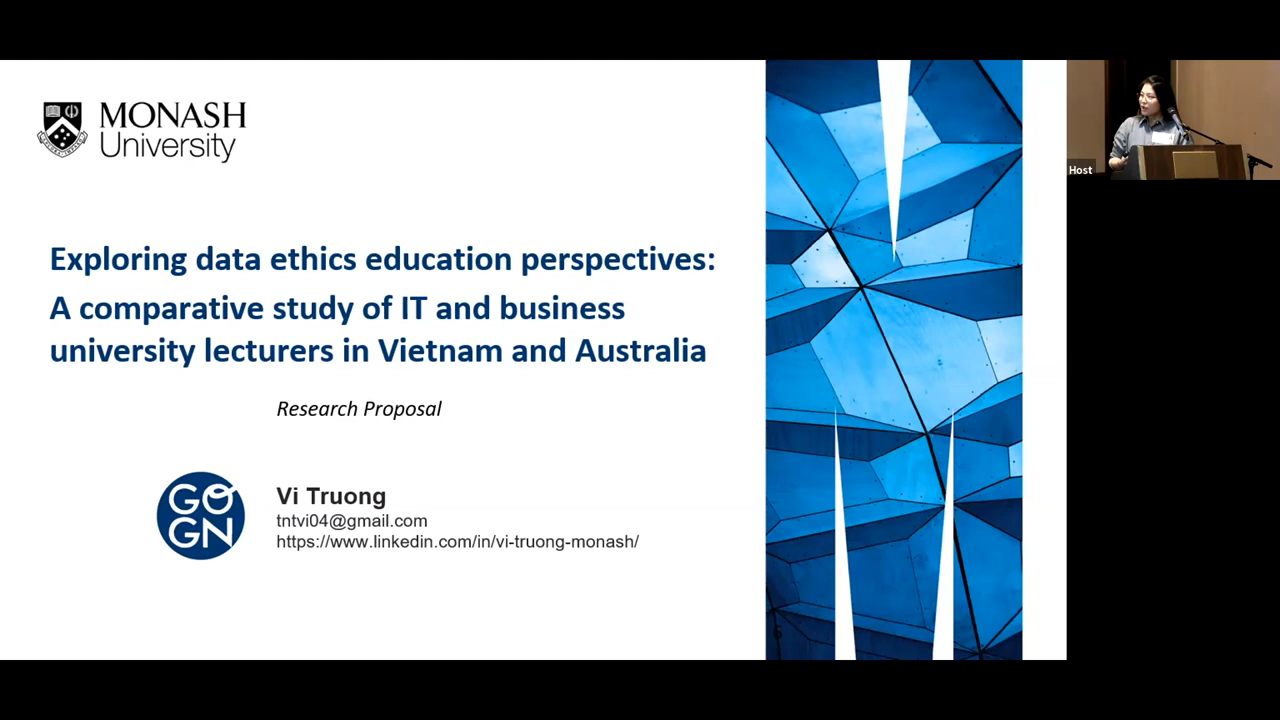 MONASH
University
Exploring data ethics education perspectives:
A comparative study of IT and business
university lecturers in Vietnam and Australia
Research Proposal
GO
GN
Vi Truong
tntvi04@gmail.com
https://www.linkedin.com/in/vi-truong-monash/
Host